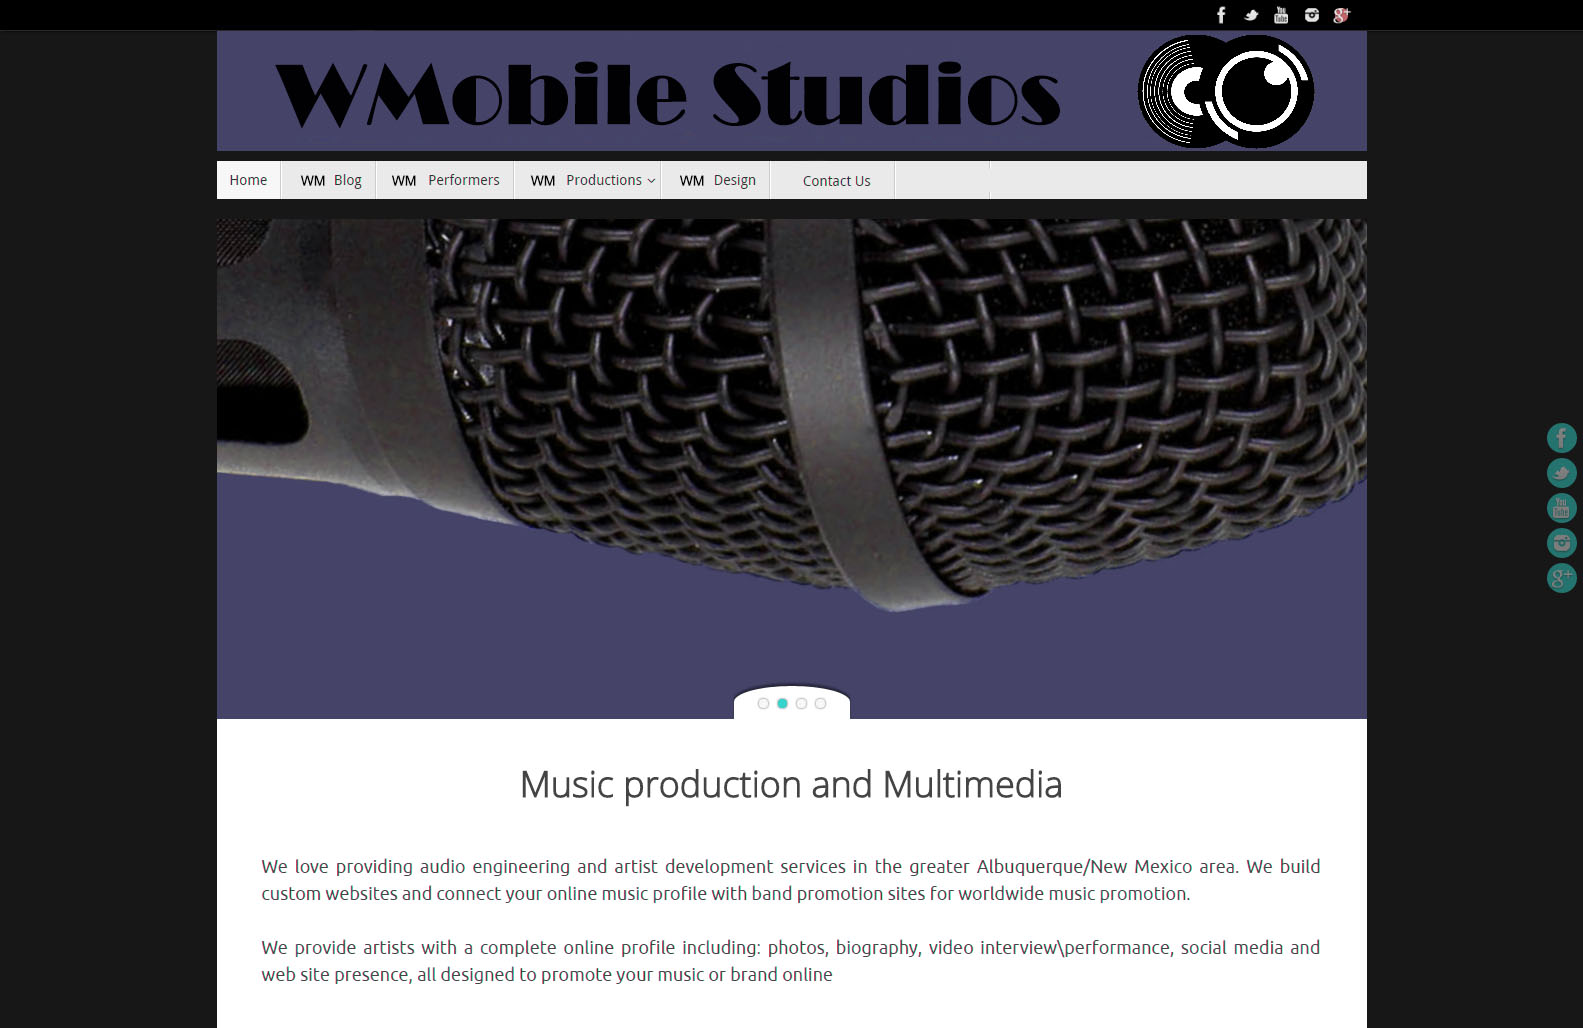 WMobile Studios
Home WM Blog WM Performers WM Productions WM Design Contact Us
You Tube
Music production and Multimedia
We love providing audio engineering and artist development services in the greater Albuquerque/New Mexico area. We build
custom websites and connect your online music profile with band promotion sites for worldwide music promotion.
We provide artists with a complete online profile including: photos, biography, video interview\performance, social media and
web site presence, all designed to promote your music or brand online